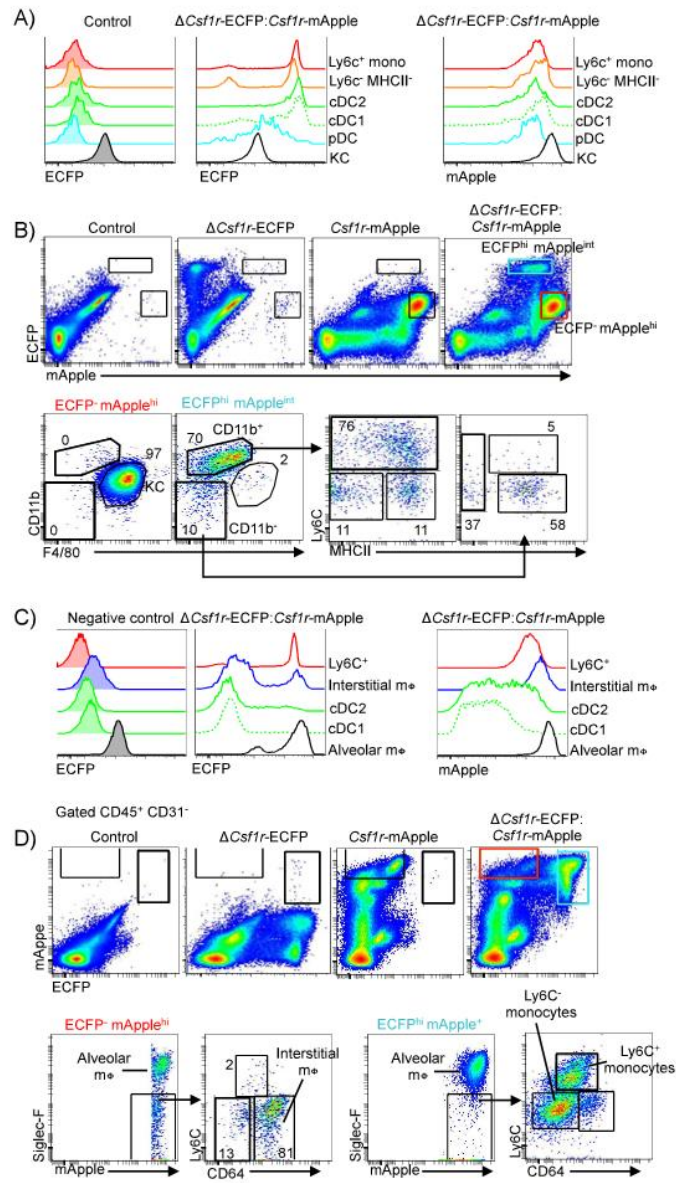 A)
Control
ΔCsf1r-ECFP:Csf1r-mApple
ΔCsf1r-ECFP:Csf1r-mApple
Ly6c⁺ mono
Ly6c⁻ MHCII⁻
cDC2
cDC1
pDC
KC
ECFP
ECFP
Ly6c⁺ mono
Ly6c⁻ MHCII⁻
cDC2
cDC1
pDC
KC
mApple
B)
Control
ΔCsf1r-ECFP
Csf1r-mApple
ΔCsf1r-ECFP:
Csf1r-mApple
ECFPʰⁱ mAppleⁱⁿᵗ
ECFP⁻ mAppleʰⁱ
ECFP
mApple
ECFP⁻ mAppleʰⁱ
ECFPʰⁱ mAppleⁱⁿᵗ
0
97
KC
0
CD11b
F4/80
70
CD11b⁺
2
10
CD11b⁻
76
11
11
Ly6C
MHCII
5
37
58
C)
Negative control
ΔCsf1r-ECFP:Csf1r-mApple
ΔCsf1r-ECFP:Csf1r-mApple
Ly6C⁺
Interstitial mΦ
cDC2
cDC1
Alveolar mΦ
ECFP
ECFP
Ly6C⁺
Interstitial mΦ
cDC2
cDC1
Alveolar mΦ
mApple
D)
Gated CD45⁺ CD31⁻
Control
ΔCsf1r-ECFP
Csf1r-mApple
ΔCsf1r-ECFP:
Csf1r-mApple
mAppe
ECFP
ECFP⁻ mAppleʰⁱ
Alveolar
mΦ
Siglec-F
mApple
2
Interstitial
mΦ
13
81
Ly6C
CD64
ECFPʰⁱ mApple⁺
Alveolar
mΦ
Siglec-F
mApple
Ly6C⁻
monocytes
Ly6C⁺
monocytes
Ly6C
CD64